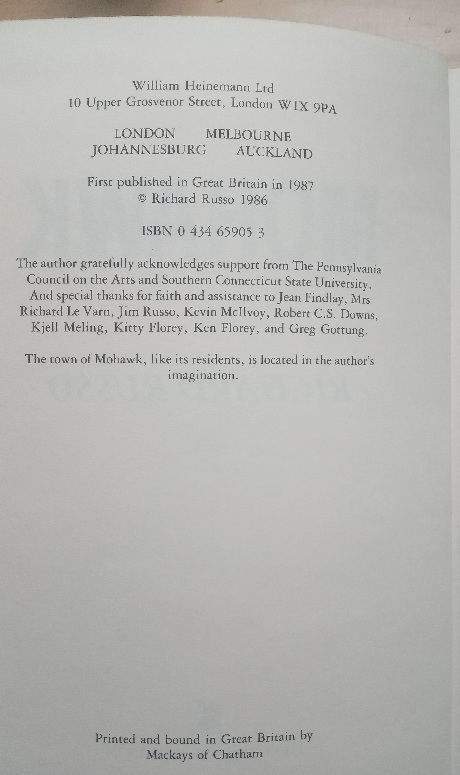 William Heinemann Ltd
10 Upper Grosvenor Street, London W1X 9PA
LONDON MELBOURNE
JOHANNESBURG AUCKLAND
First published in Great Britain in 1987
© Richard Russo 1986
ISBN 0 434 65905 3
The author gratefully acknowledges support from The Pennsylvania
Council on the Arts and Southern Connecticut State University.
And special thanks for faith and assistance to Jean Findlay, Mrs
Richard Le Varn, Jim Russo, Kevin McIlvoy, Robert C.S. Downs,
Kjell Meling, Kitty Florey, Ken Florey, and Greg Gottung.
The town of Mohawk, like its residents, is located in the author's
imagination.
Printed and bound in Great Britain by
Mackays of Chatham